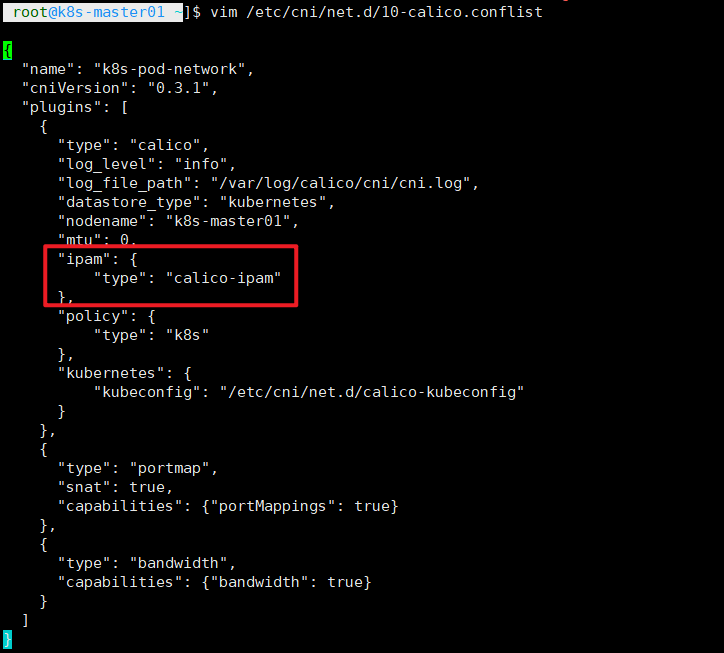 root@k8s-master01 ~]$ vim /etc/cni/net.d/10-calico.conflist
{
  "name": "k8s-pod-network",
  "cniVersion": "0.3.1",
  "plugins": [
    {
      "type": "calico",
      "log_level": "info",
      "log_file_path": "/var/log/calico/cni/cni.log",
      "datastore_type": "kubernetes",
      "nodename": "k8s-master01",
      "mtu": 0,
      "ipam": {
          "type": "calico-ipam"
      },
      "policy": {
          "type": "k8s"
      },
      "kubernetes": {
          "kubeconfig": "/etc/cni/net.d/calico-kubeconfig"
      }
    },
    {
      "type": "portmap",
      "snat": true,
      "capabilities": {"portMappings": true}
    },
    {
      "type": "bandwidth",
      "capabilities": {"bandwidth": true}
    }
  ]
}